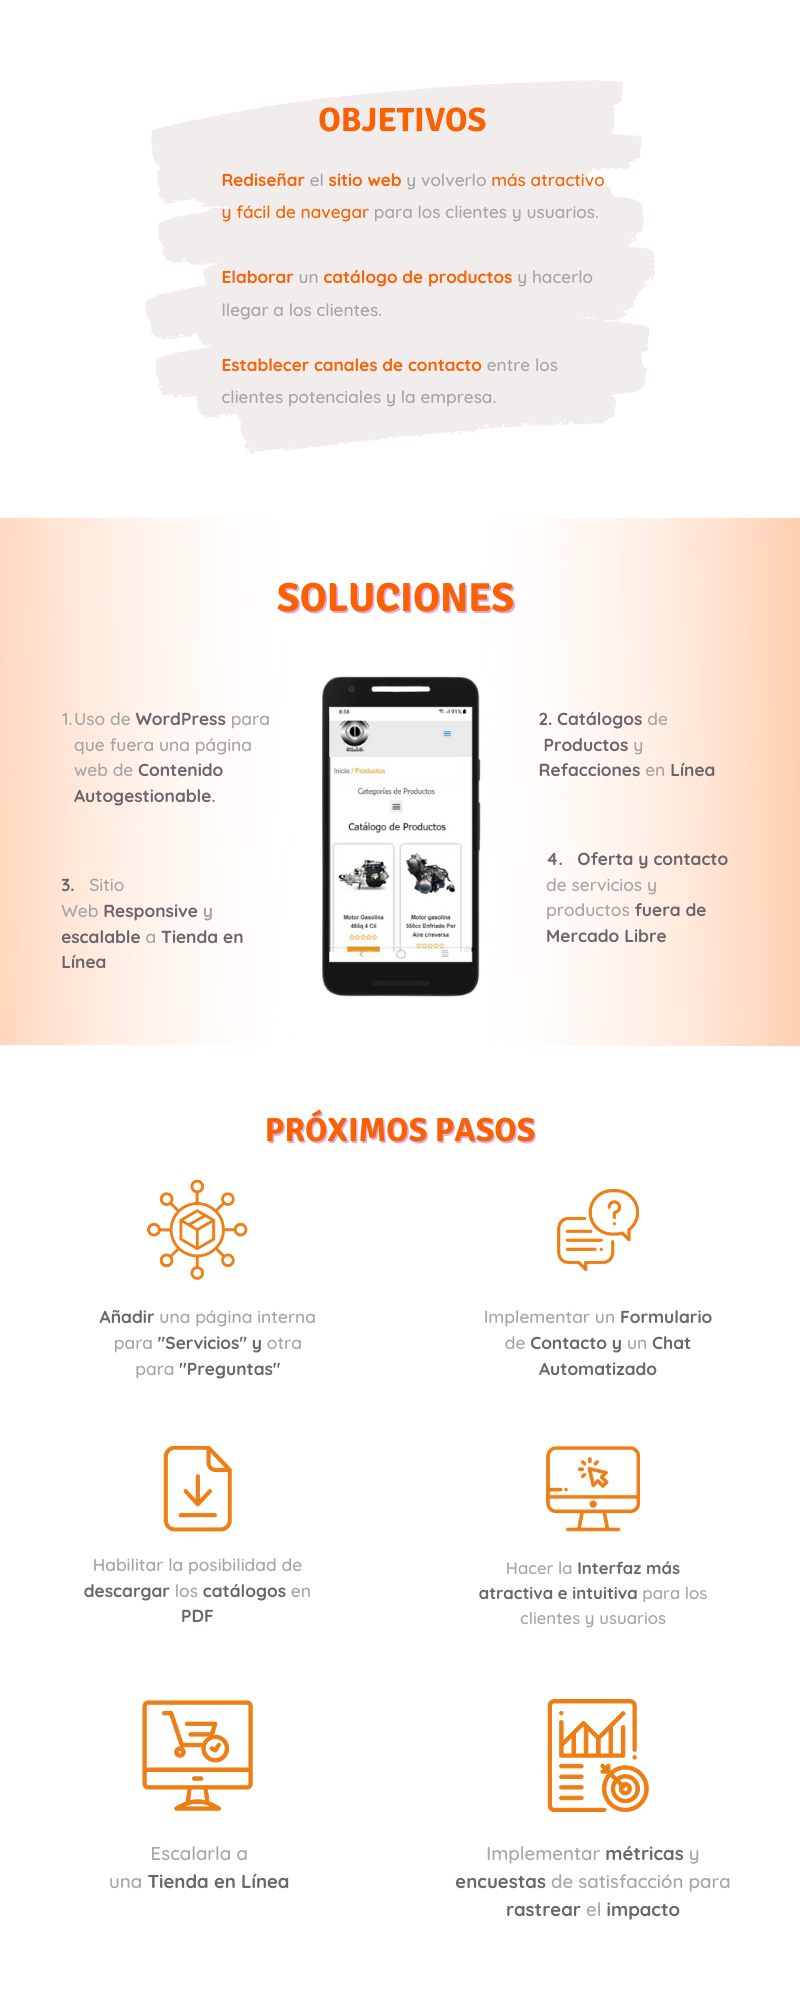 OBJETIVOS
Rediseñar el sitio web y volverlo más atractivo
y fácil de navegar para los clientes y usuarios.
Elaborar un catálogo de productos y hacerlo
llegar a los clientes.
Establecer canales de contacto entre los
clientes potenciales y la empresa.
SOLUCIONES
1. Uso de WordPress para
que fuera una página
web de Contenido
Autogestionable.
2. Catálogos de
Productos y
Refacciones en Línea
3. Sitio
Web Responsive y
escalable a Tienda en
Línea
4. Oferta y contacto
de servicios y
productos fuera de
Mercado Libre
8:58
91%
Inicio / Productos
Categorías de Productos
Catálogo de Productos
Motor Gasolina
465q 4 Cil
Motor gasolina
350cc Enfriado Por
Aire c/reversa
PRÓXIMOS PASOS
Añadir una página interna
para "Servicios" y otra
para "Preguntas"
Implementar un Formulario
de Contacto y un Chat
Automatizado
Habilitar la posibilidad de
descargar los catálogos en
PDF
Hacer la Interfaz más
atractiva e intuitiva para los
clientes y usuarios
Escalarla a
una Tienda en Línea
Implementar métricas y
encuestas de satisfacción para
rastrear el impacto